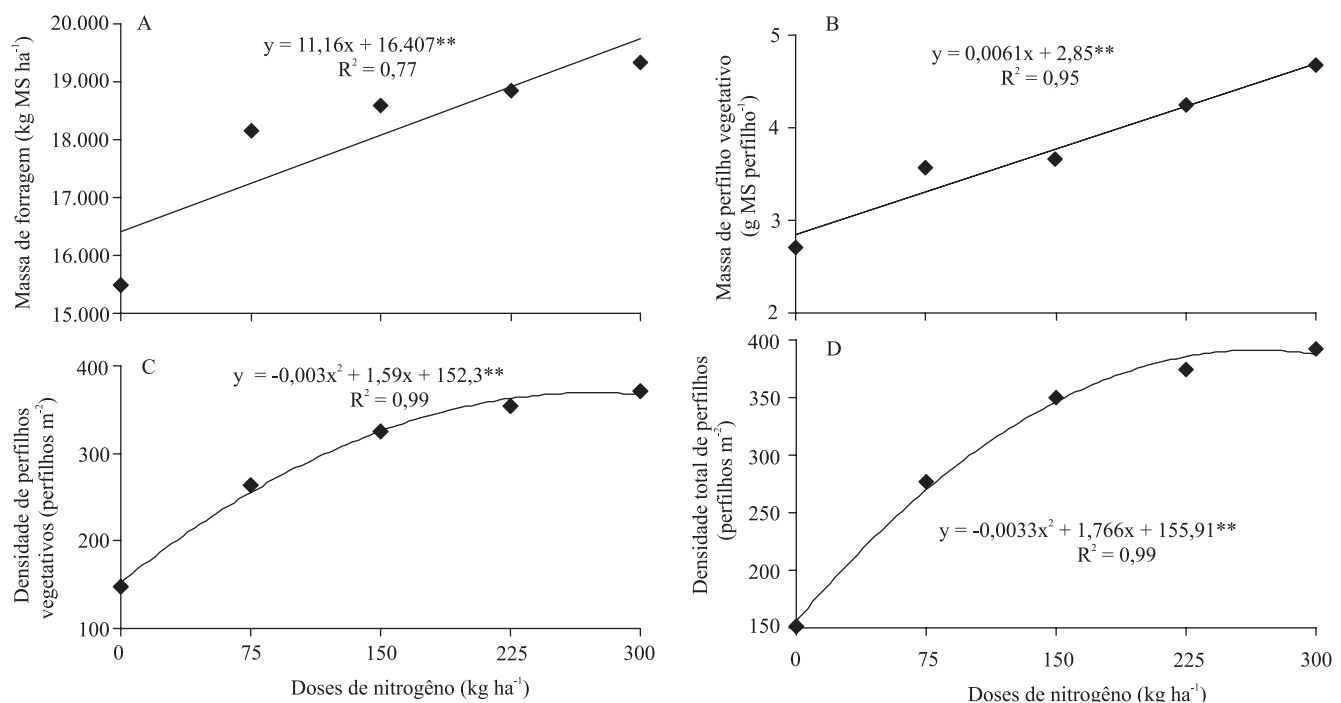 A
y = 11,16x + 16.407**
R² = 0,77
Massa de forragem (kg MS ha⁻¹)
20.000
19.000
18.000
17.000
16.000
15.000
B
y = 0,0061x + 2,85**
R² = 0,95
Massa de perfilho vegetativo
(g MS perfilho⁻¹)
5
4
3
2
C
y = -0,003x² + 1,59x + 152,3**
R² = 0,99
Densidade de perfilhos
vegetativos (perfilhos m⁻²)
400
300
200
100
0 75 150 225 300
Doses de nitrogêno (kg ha⁻¹)
D
y = -0,0033x² + 1,766x + 155,91**
R² = 0,99
Densidade total de perfilhos
(perfilhos m⁻²)
400
350
300
250
200
150
0 75 150 225 300
Doses de nitrogêno (kg ha⁻¹)